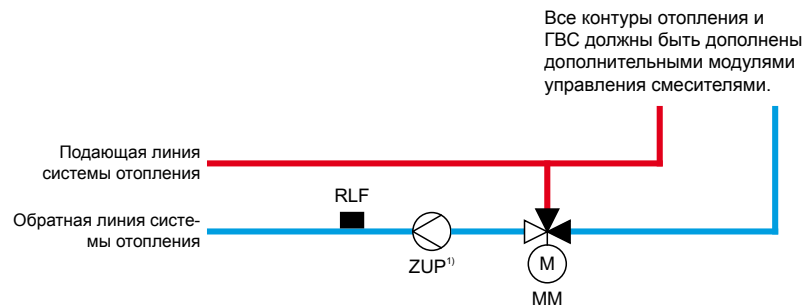 Все контуры отопления и
ГВС должны быть дополнены
дополнительными модулями
управления смесителями.
Подающая линия
системы отопления
RLF
Обратная линия систе-
мы отопления
ZUP¹⁾
M
MM